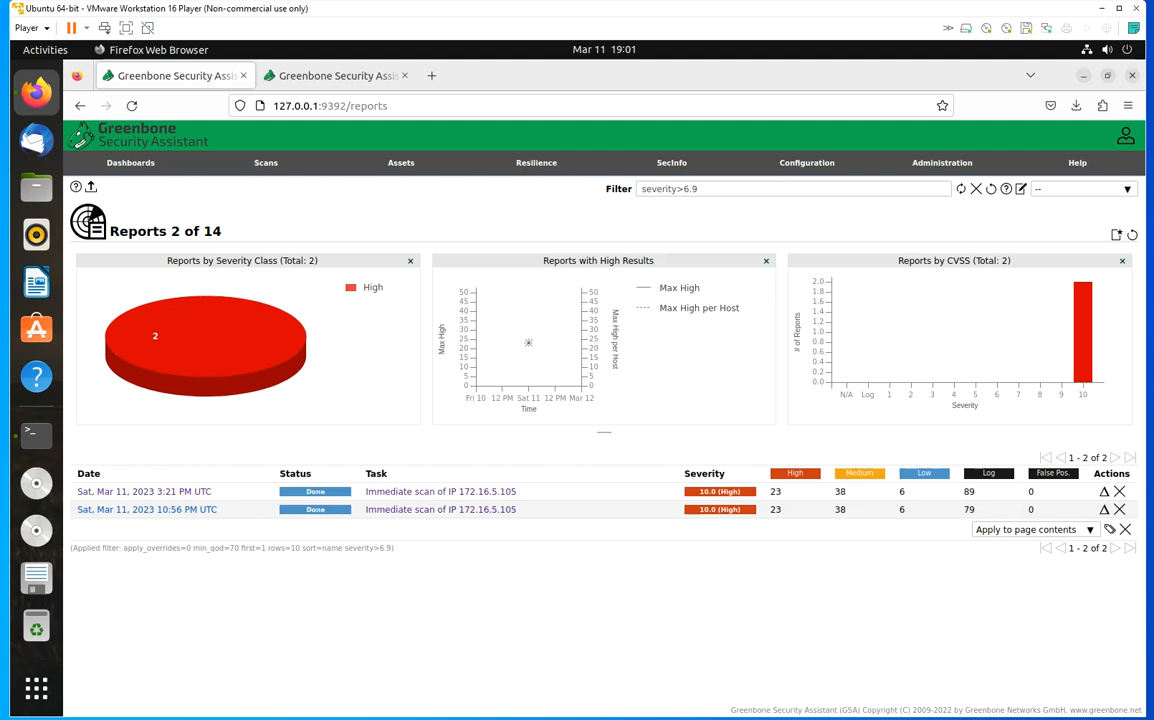 Ubuntu 64-bit - VMware Workstation 16 Player (Non-commercial use only)
Player
Activities
Firefox Web Browser
Mar 11 19:01
Greenbone Security Assis
Greenbone Security Assis
127.0.0.1:9392/reports
Greenbone
Security Assistant
Dashboards Scans Assets Resilience SecInfo Configuration Administration Help
Filter severity>6.9 --
Reports 2 of 14
Reports by Severity Class (Total: 2)
High
2
Reports with High Results
Max High
Max High per Host
50 50
45 45
40 40
35 35
30 30
25 25
20 20
15 15
10 10
5 5
0 0
Max High
Max High per Host
Fri 10 12 PM Sat 11 12 PM Mar 12
Time
Reports by CVSS (Total: 2)
2.0
1.8
1.6
1.4
1.2
1.0
0.8
0.6
0.4
0.2
0.0
# of Reports
N/A Log 1 2 3 4 5 6 7 8 9 10
Severity
1 - 2 of 2
Date Status Task Severity High Medium Low Log False Pos. Actions
Sat, Mar 11, 2023 3:21 PM UTC Done Immediate scan of IP 172.16.5.105 10.0 (High) 23 38 6 89 0
Sat, Mar 11, 2023 10:56 PM UTC Done Immediate scan of IP 172.16.5.105 10.0 (High) 23 38 6 79 0
Apply to page contents
(Applied filter: apply_overrides=0 min_qod=70 first=1 rows=10 sort=name severity>6.9)
1 - 2 of 2
Greenbone Security Assistant (GSA) Copyright (C) 2009-2022 by Greenbone Networks GmbH, www.greenbone.net